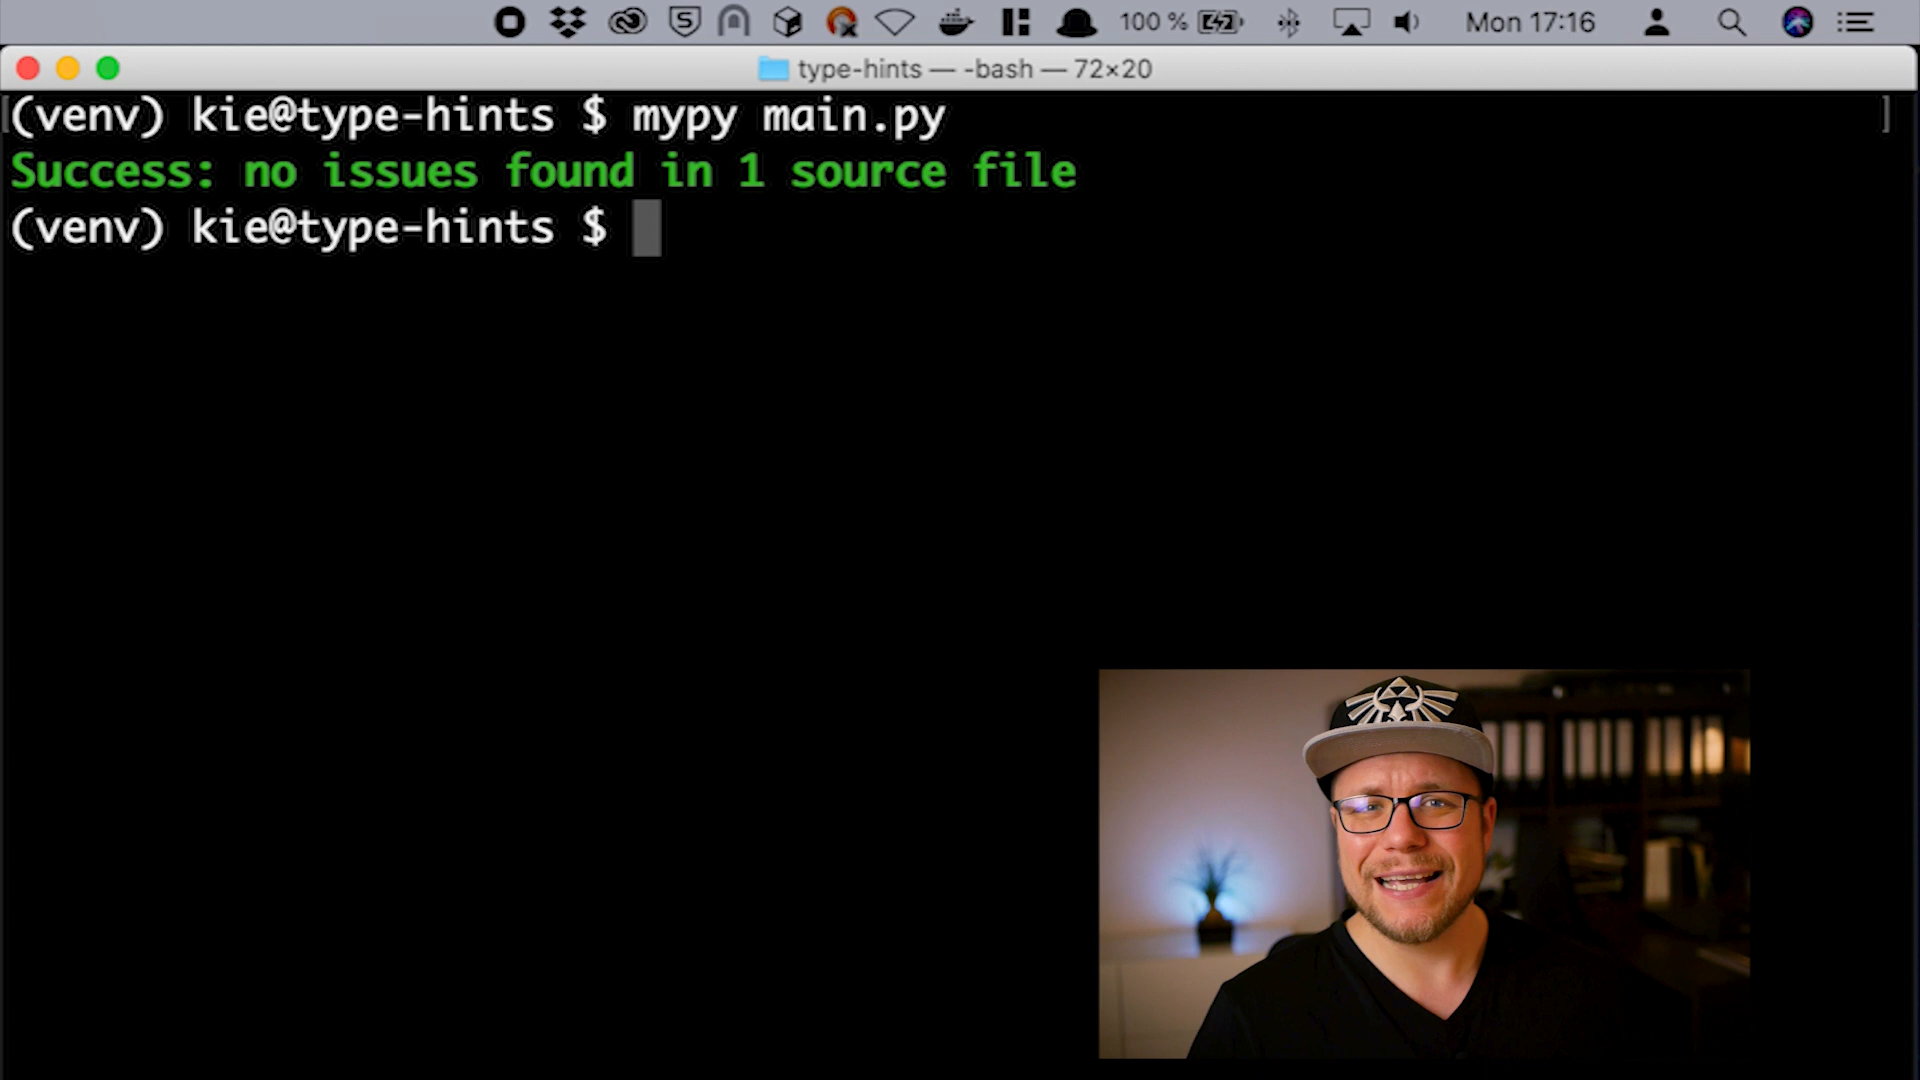 100 % Mon 17:16
type-hints — -bash — 72×20
(venv) kie@type-hints $ mypy main.py
Success: no issues found in 1 source file
(venv) kie@type-hints $